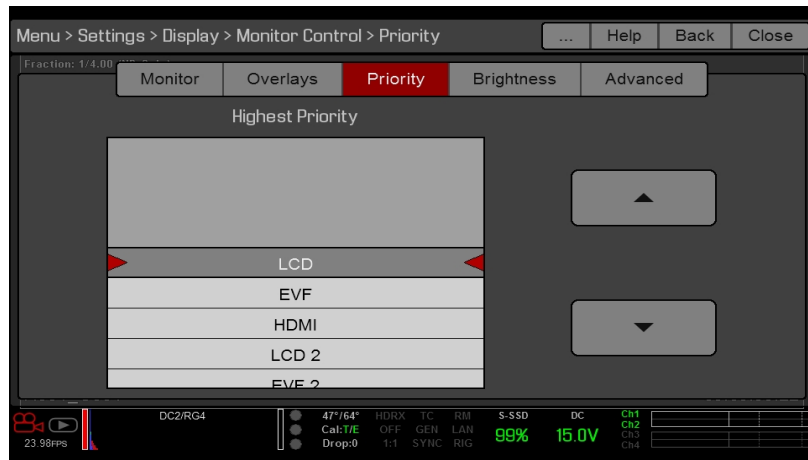 Menu > Settings > Display > Monitor Control > Priority ... Help Back Close
Fraction: 1/4.00
Monitor Overlays Priority Brightness Advanced
Highest Priority
LCD
EVF
HDMI
LCD 2
EVF 2
DC2/RG4 47°/64° HDRX TC RM S-SSD DC Ch1
Cal:T/E OFF GEN LAN 99% 15.0V Ch2
23.98FPS Drop:0 1:1 SYNC RIG Ch3
Ch4